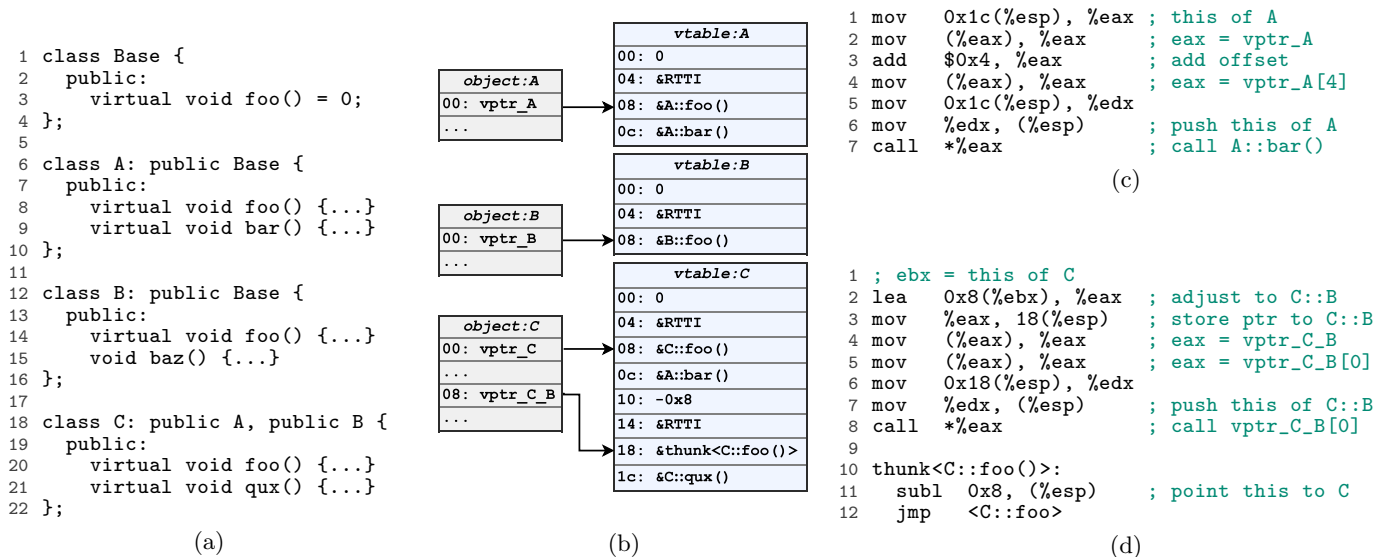 1 class Base {
2 public:
3 virtual void foo() = 0;
4 };
5
6 class A: public Base {
7 public:
8 virtual void foo() {...}
9 virtual void bar() {...}
10 };
11
12 class B: public Base {
13 public:
14 virtual void foo() {...}
15 void baz() {...}
16 };
17
18 class C: public A, public B {
19 public:
20 virtual void foo() {...}
21 virtual void qux() {...}
22 };
(a)
object:A
00: vptr_A
...
object:B
00: vptr_B
...
object:C
00: vptr_C
...
08: vptr_C_B
...
vtable:A
00: 0
04: &RTTI
08: &A::foo()
0c: &A::bar()
vtable:B
00: 0
04: &RTTI
08: &B::foo()
vtable:C
00: 0
04: &RTTI
08: &C::foo()
0c: &A::bar()
10: -0x8
14: &RTTI
18: &thunk<C::foo()>
1c: &C::qux()
(b)
1 mov 0x1c(%esp), %eax ; this of A
2 mov (%eax), %eax ; eax = vptr_A
3 add $0x4, %eax ; add offset
4 mov (%eax), %eax ; eax = vptr_A[4]
5 mov 0x1c(%esp), %edx
6 mov %edx, (%esp) ; push this of A
7 call *%eax ; call A::bar()
(c)
1 ; ebx = this of C
2 lea 0x8(%ebx), %eax ; adjust to C::B
3 mov %eax, 18(%esp) ; store ptr to C::B
4 mov (%eax), %eax ; eax = vptr_C_B
5 mov (%eax), %eax ; eax = vptr_C_B[0]
6 mov 0x18(%esp), %edx
7 mov %edx, (%esp) ; push this of C::B
8 call *%eax ; call vptr_C_B[0]
9
10 thunk<C::foo()>:
11 subl 0x8, (%esp) ; point this to C
12 jmp <C::foo>
(d)